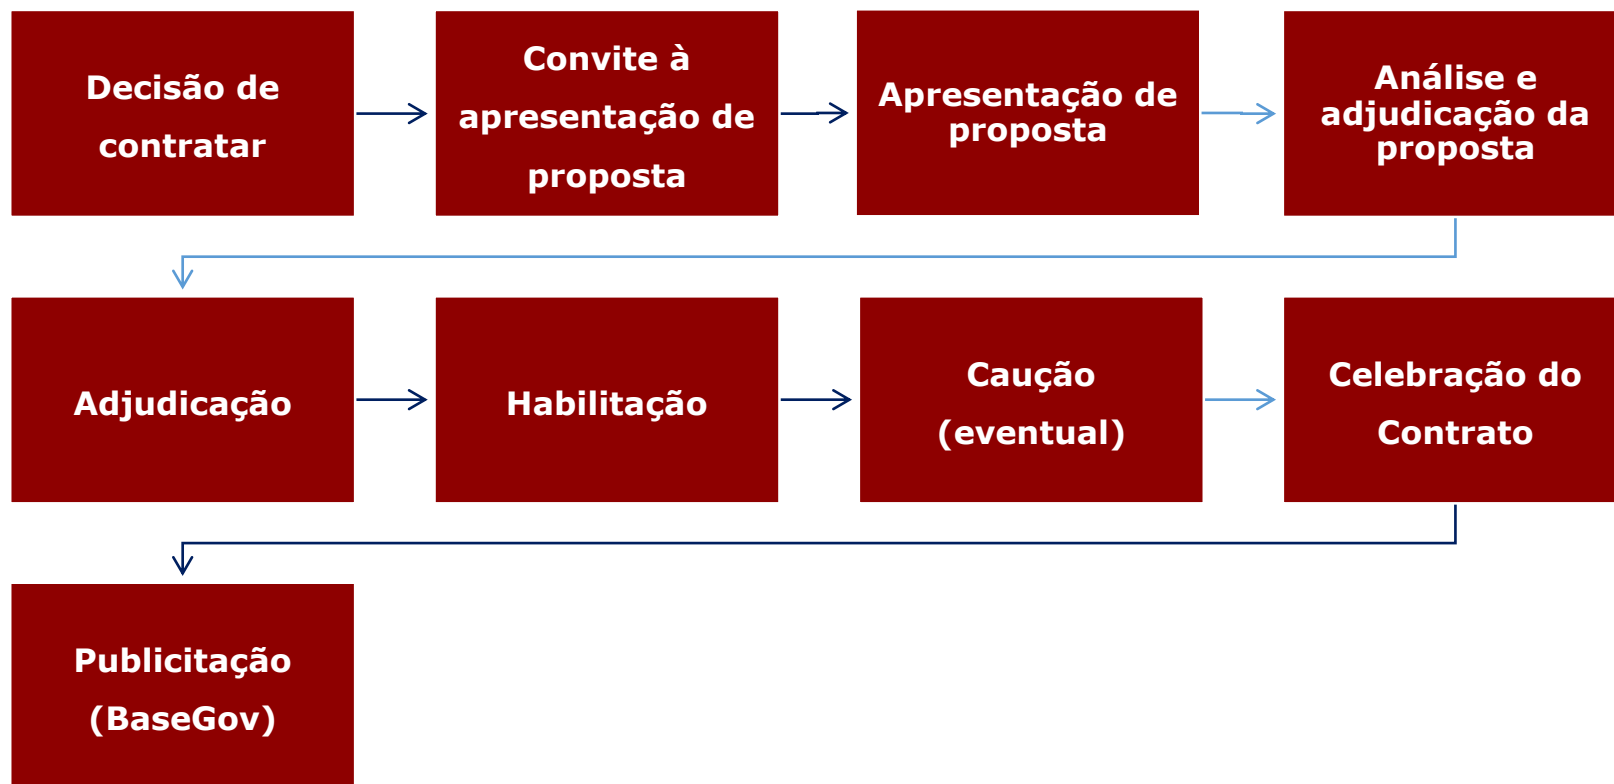 Decisão de
contratar
Convite à
apresentação de
proposta
Apresentação de
proposta
Análise e
adjudicação da
proposta
Adjudicação
Habilitação
Caução
(eventual)
Celebração do
Contrato
Publicitação
(BaseGov)